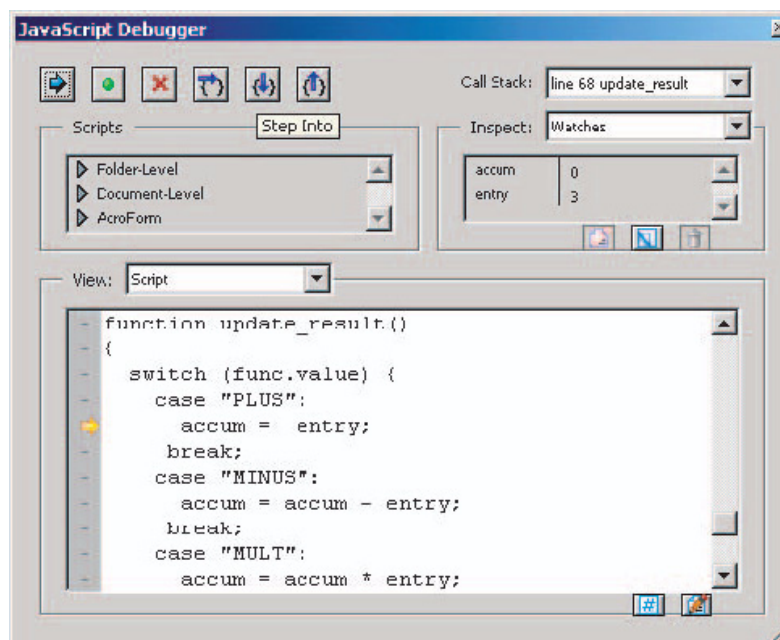 JavaScript Debugger
Call Stack: line 68 update_result
Step Into
Scripts
Folder-Level
Document-Level
AcroForm
Inspect: Watches
accum 0
entry 3
View: Script
function update_result()
{
switch (func.value) {
case "PLUS":
accum = entry;
break;
case "MINUS":
accum = accum - entry;
break;
case "MULT":
accum = accum * entry;